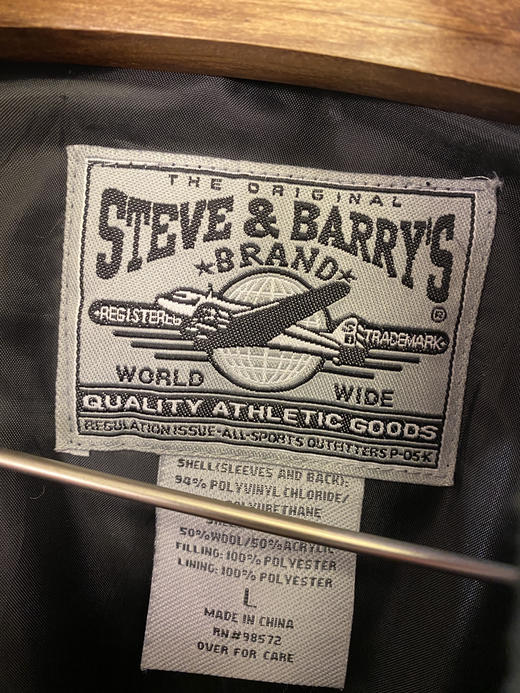 THE ORIGINAL
STEVE & BARRY'S
★BRAND★
®
REGISTERED TRADEMARK
WORLD WIDE
QUALITY ATHLETIC GOODS
REGULATION ISSUE-ALL-SPORTS OUTFITTERS P-05K
SHELL(SLEEVES AND BACK):
94% POLYVINYL CHLORIDE/
POLYURETHANE
50%WOOL/50%ACRYLIC
FILLING: 100% POLYESTER
LINING: 100% POLYESTER
L
MADE IN CHINA
RN#98572
OVER FOR CARE